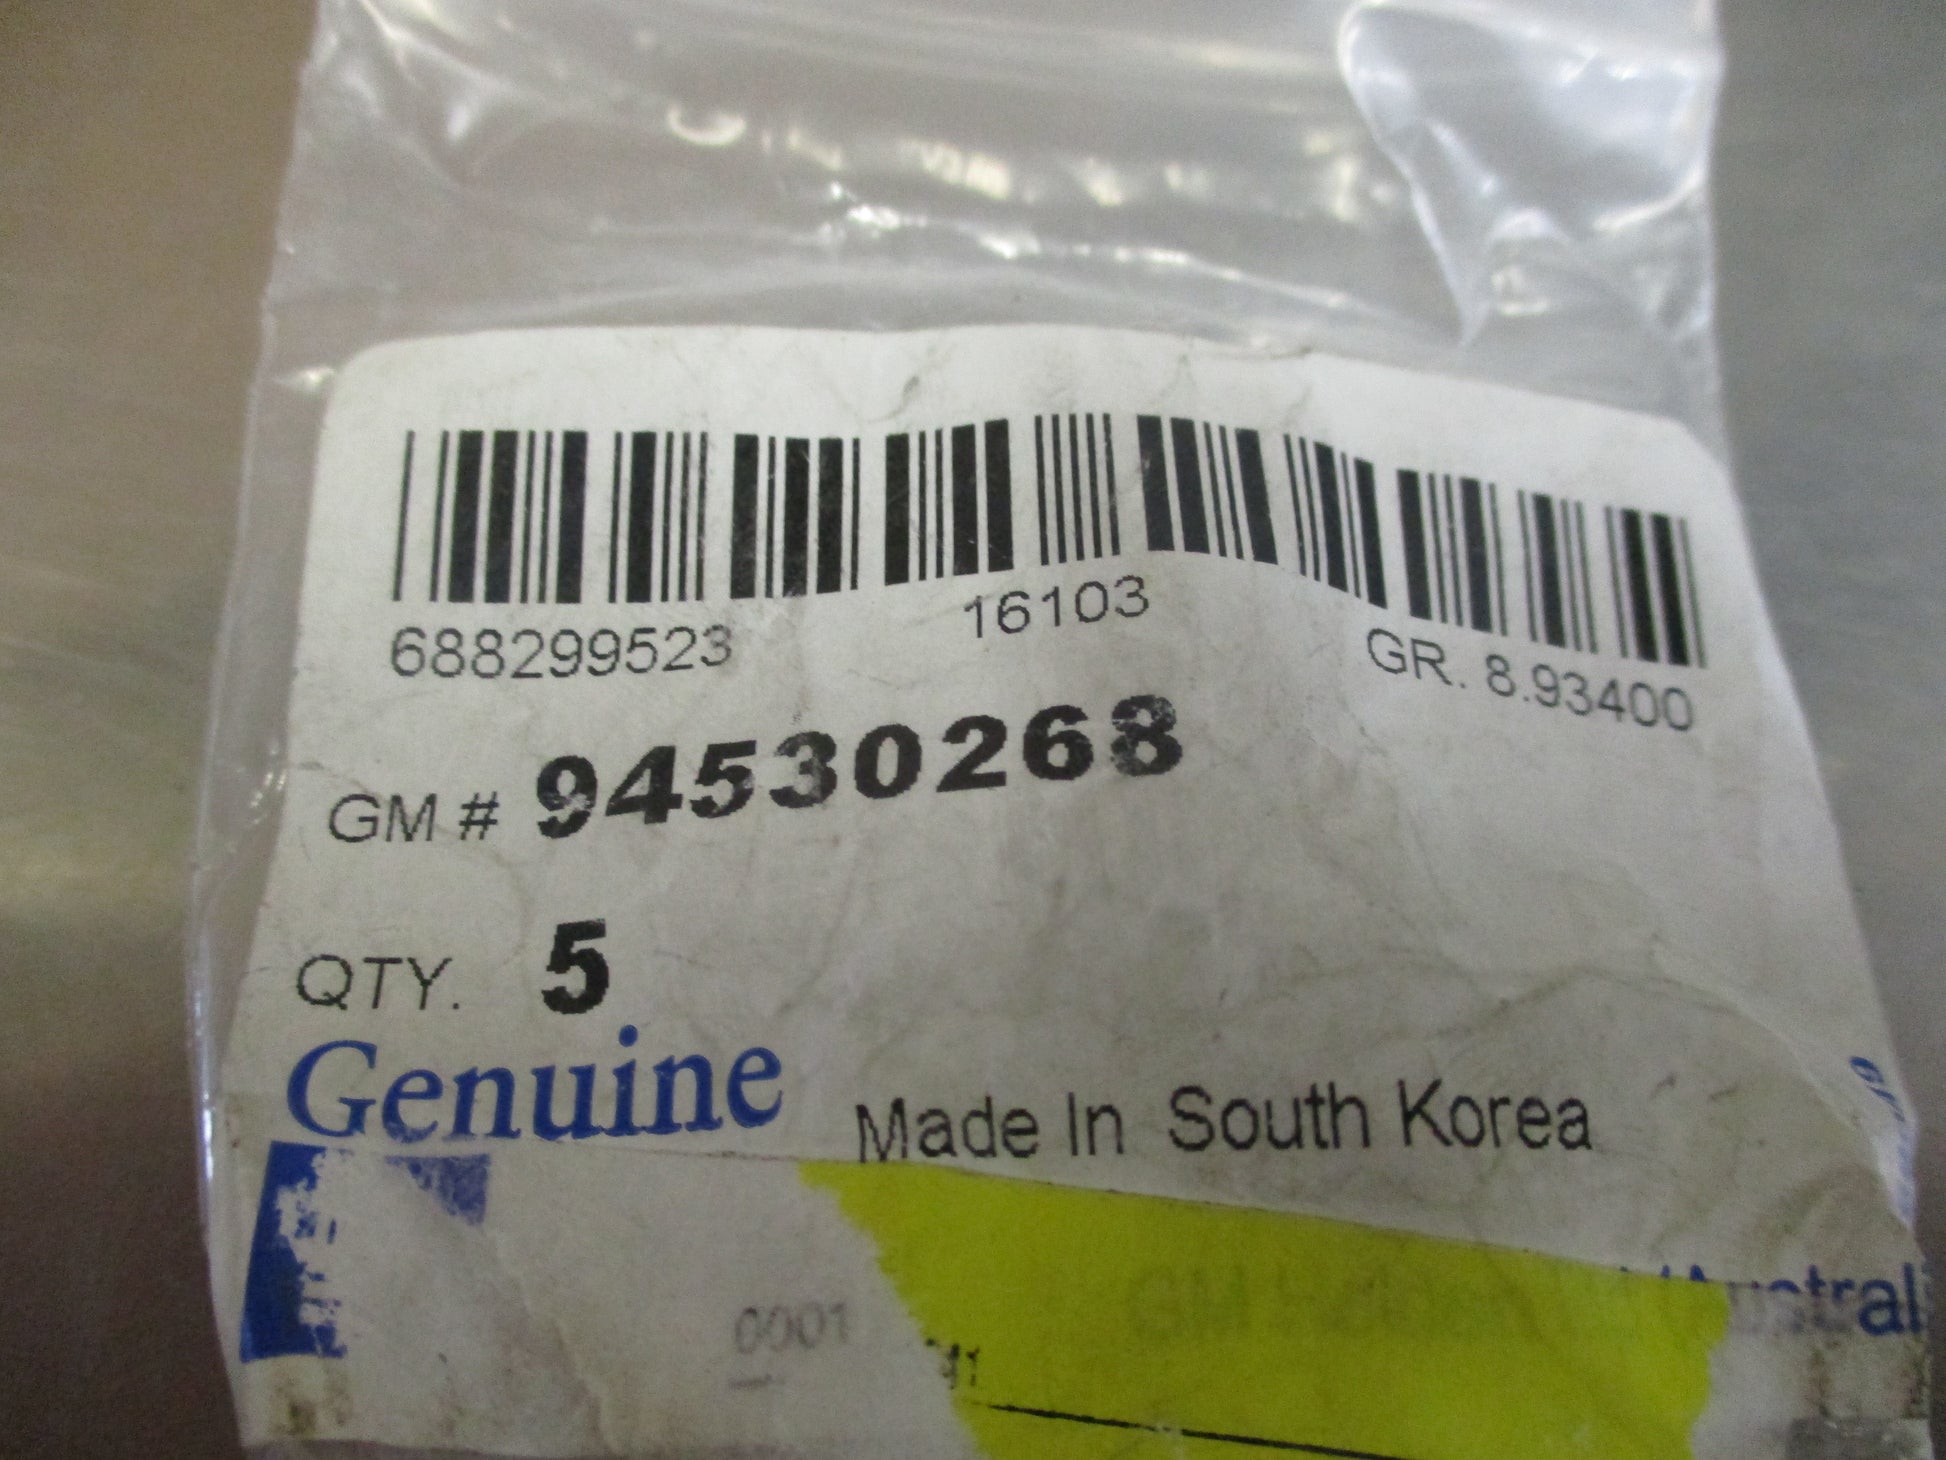 688299523 16103 GR. 8.93400
GM # 94530268
QTY. 5
Genuine Made In South Korea
0001